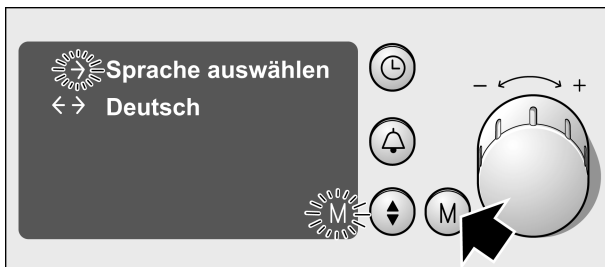 → Sprache auswählen
← → Deutsch
M
M
- +